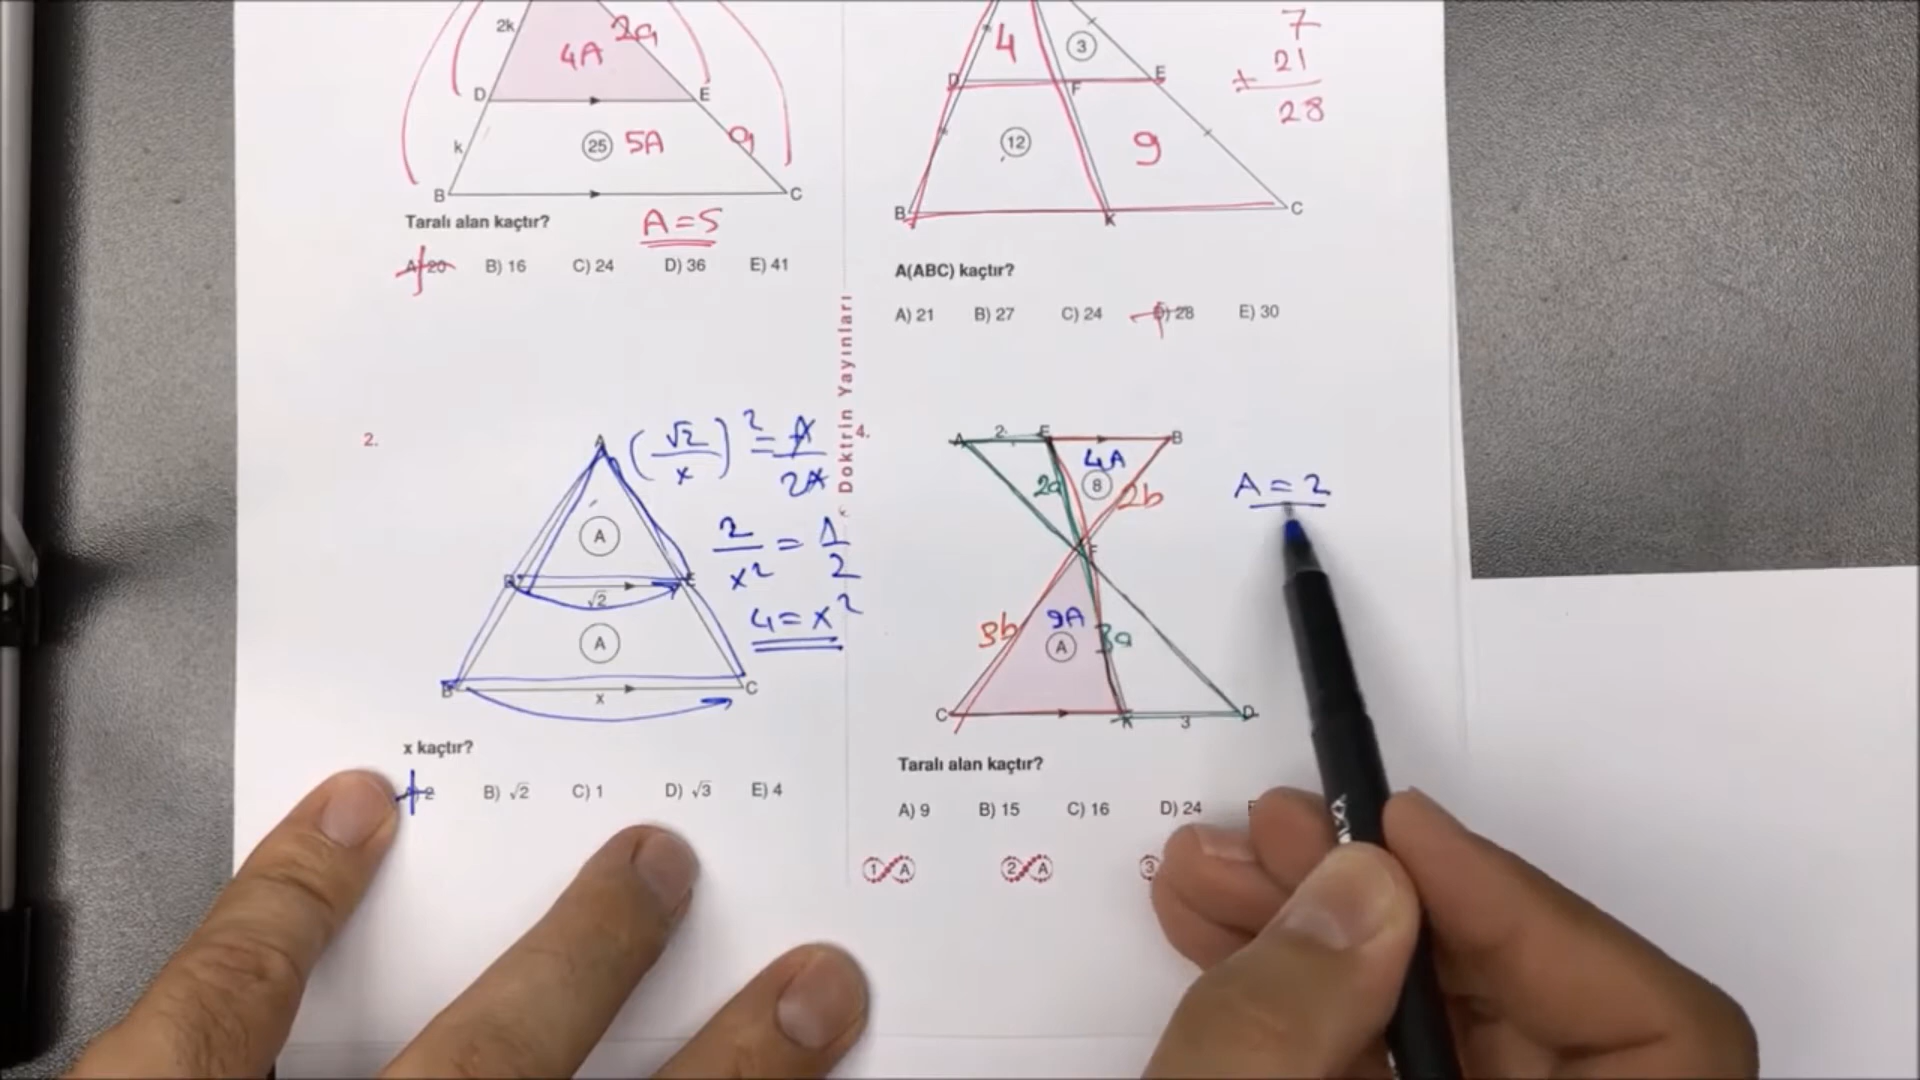 2k
4A
2a
D
E
k
25
5A
a
B
C
Taralı alan kaçtır?
A = 5
A) 20 B) 16 C) 24 D) 36 E) 41
4
3
D
F
E
12
9
B
K
C
7
21
+
28
A(ABC) kaçtır?
A) 21 B) 27 C) 24 D) 28 E) 30
Doktrin Yayınları
2.
A
(√2/x)² = A/2A
A
2/x² = 1/2
D
E
√2
4 = x²
A
B
x
C
x kaçtır?
A) 2 B) √2 C) 1 D) √3 E) 4
4.
A
2
E
B
4A
8
2a
2b
A = 2
F
3b
9A
A
3a
C
K
3
D
Taralı alan kaçtır?
A) 9 B) 15 C) 16 D) 24
1 A
2 A
3